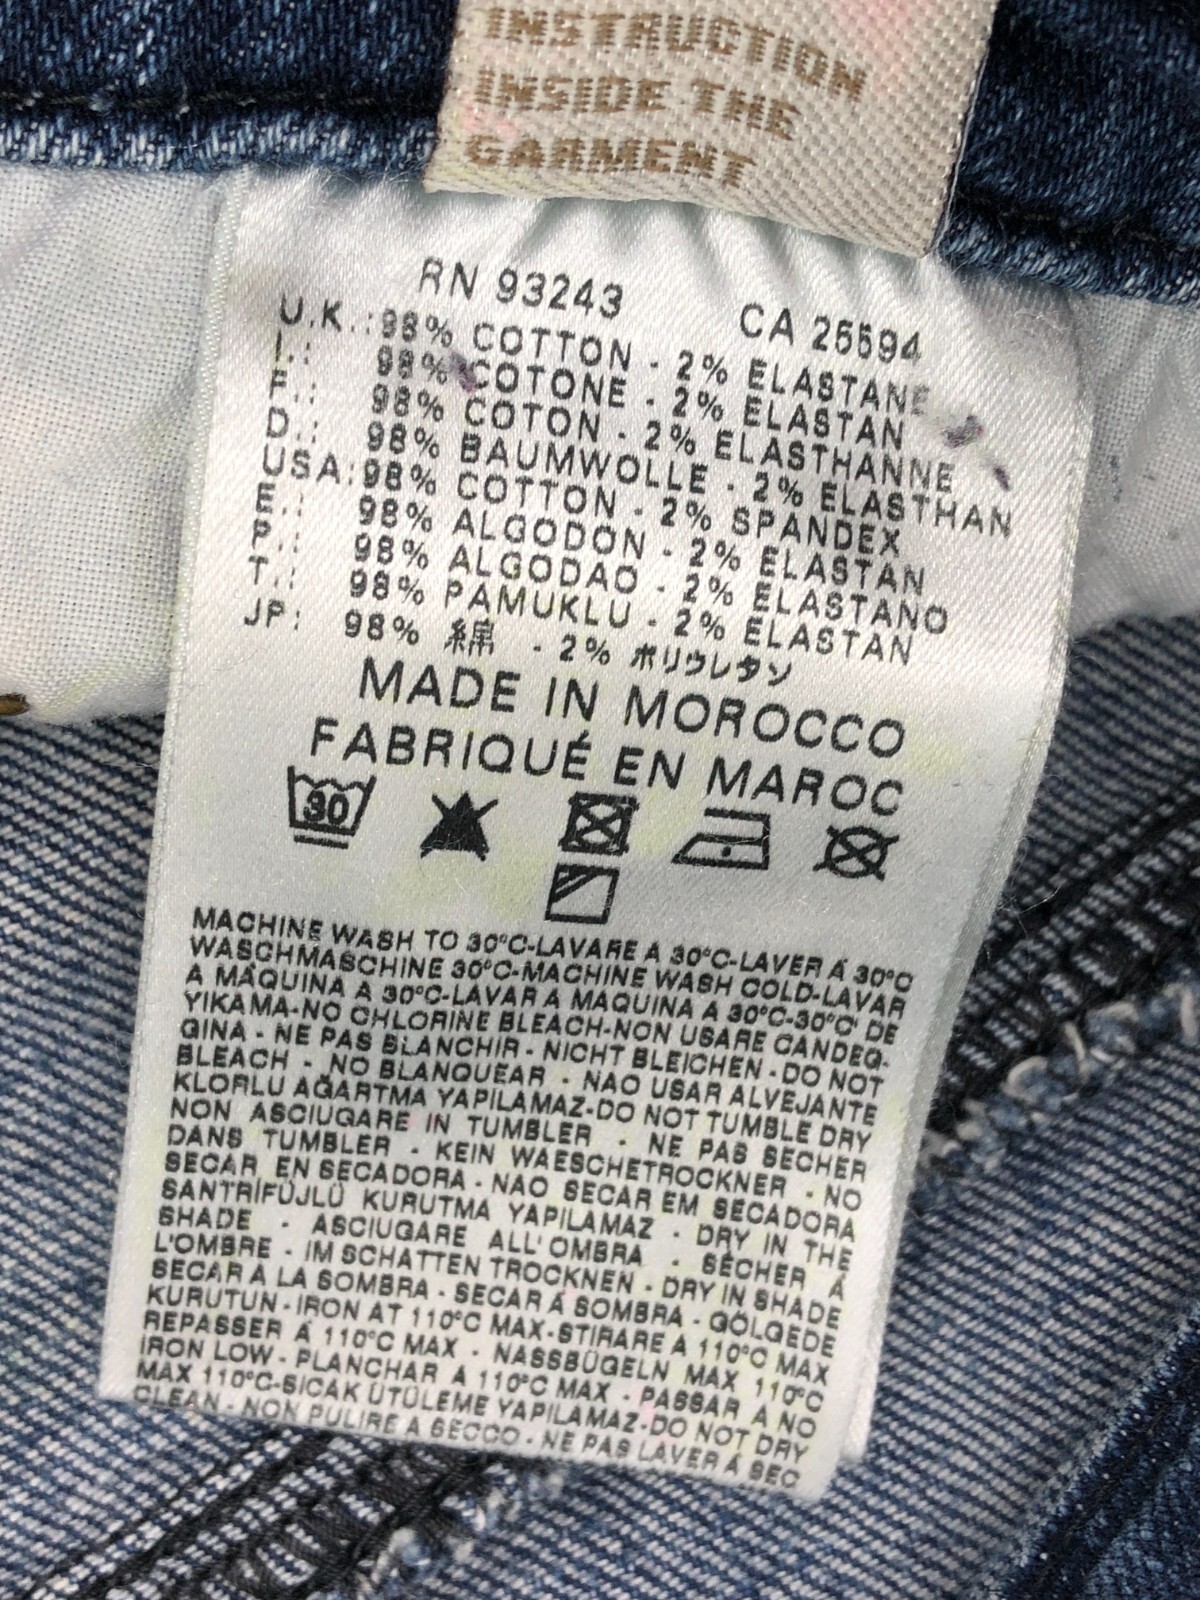 INSTRUCTION
INSIDE THE
GARMENT
RN 93243 CA 25594
U.K.:98% COTTON - 2% ELASTANE
I.: 98% COTONE - 2% ELASTAN
F.: 98% COTON - 2% ELASTHANNE
D.: 98% BAUMWOLLE - 2% ELASTHAN
USA:98% COTTON - 2% SPANDEX
E.: 98% ALGODON - 2% ELASTAN
P.: 98% ALGODAO - 2% ELASTANO
T.: 98% PAMUKLU - 2% ELASTAN
JP: 98% 綿 - 2% ポリウレタン
MADE IN MOROCCO
FABRIQUÉ EN MAROC
30
MACHINE WASH TO 30°C-LAVARE A 30°C-LAVER Á 30°C
WASCHMASCHINE 30°C-MACHINE WASH COLD-LAVAR
A MÁQUINA A 30°C-LAVAR A MAQUINA A 30°C-30°C' DE
YIKAMA-NO CHLORINE BLEACH-NON USARE CANDEG-
GINA - NE PAS BLANCHIR - NICHT BLEICHEN - DO NOT
BLEACH - NO BLANQUEAR - NAO USAR ALVEJANTE
KLORLU AĞARTMA YAPILAMAZ-DO NOT TUMBLE DRY
NON ASCIUGARE IN TUMBLER - NE PAS SECHER
DANS TUMBLER - KEIN WAESCHETROCKNER - NO
SECAR EN SECADORA - NAO SECAR EM SECADORA
SANTRİFÜJLÜ KURUTMA YAPILAMAZ - DRY IN THE
SHADE - ASCIUGARE ALL'OMBRA - SÉCHER Á
L'OMBRE - IM SCHATTEN TROCKNEN - DRY IN SHADE
SECAR A LA SOMBRA - SECAR Á SOMBRA - GÖLGEDE
KURUTUN - IRON AT 110°C MAX-STIRARE A 110°C MAX
REPASSER Á 110°C MAX - NASSBÜGELN MAX 110°C
IRON LOW - PLANCHAR A 110°C MAX - PASSAR A NO
MAX 110°C-SICAK ÜTÜLEME YAPILAMAZ-DO NOT DRY
CLEAN - NON PULIRE A SECCO - NE PAS LAVER Á SEC